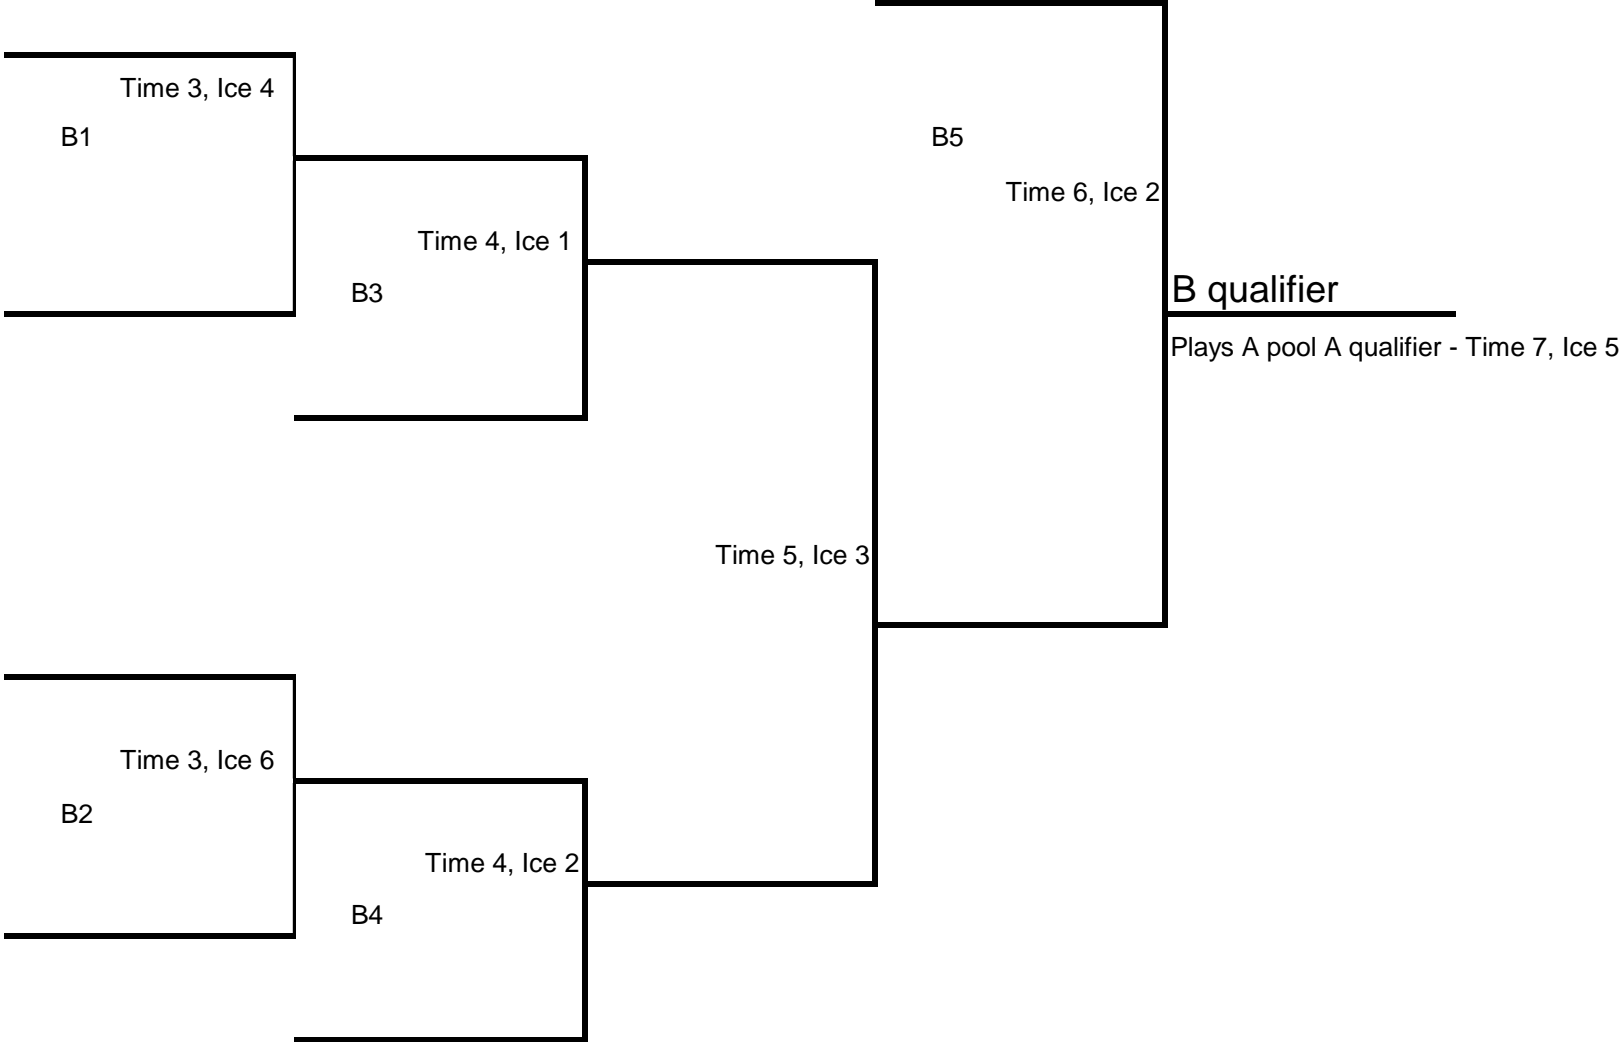 Time 3, Ice 4
B1
B5
Time 6, Ice 2
Time 4, Ice 1
B3
B qualifier
Plays A pool A qualifier - Time 7, Ice 5
Time 5, Ice 3
Time 3, Ice 6
B2
Time 4, Ice 2
B4